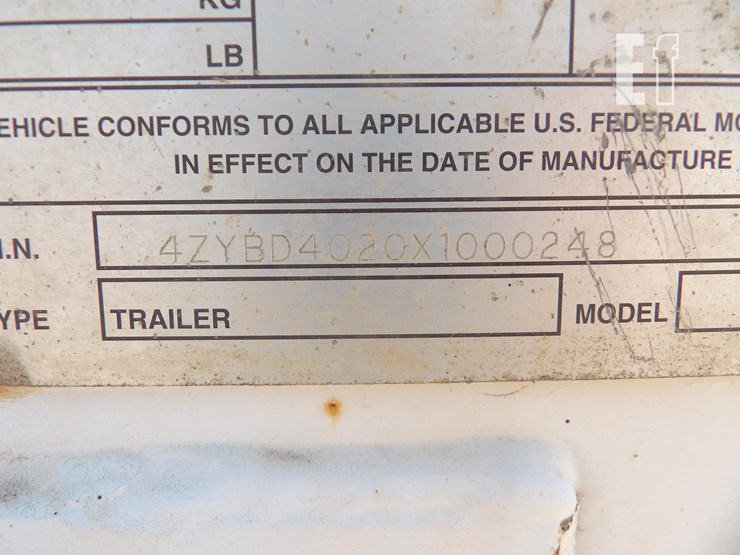 KG
LB
Ef
EHICLE CONFORMS TO ALL APPLICABLE U.S. FEDERAL MO
IN EFFECT ON THE DATE OF MANUFACTURE
I.N. 4ZYBD4020X1000248
YPE TRAILER MODEL